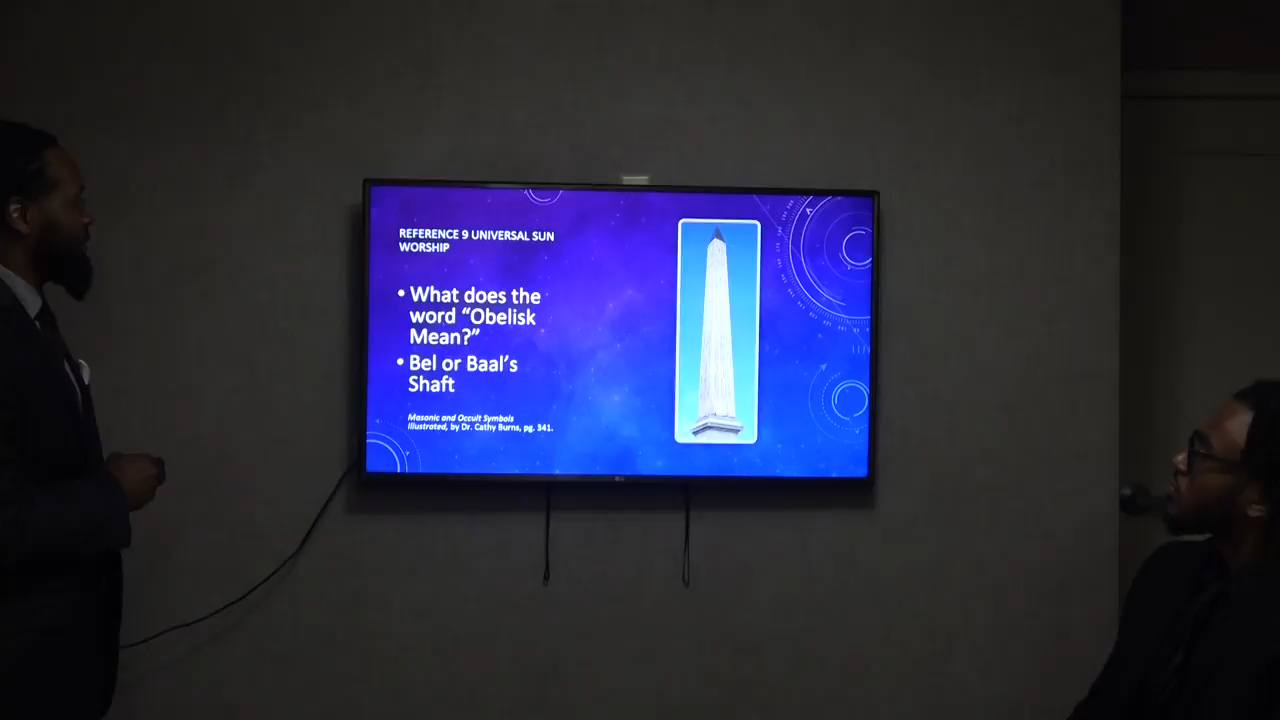 REFERENCE 9 UNIVERSAL SUN
WORSHIP
• What does the
word “Obelisk
Mean?”
• Bel or Baal’s
Shaft
Masonic and Occult Symbols
Illustrated, by Dr. Cathy Burns, pg. 341.